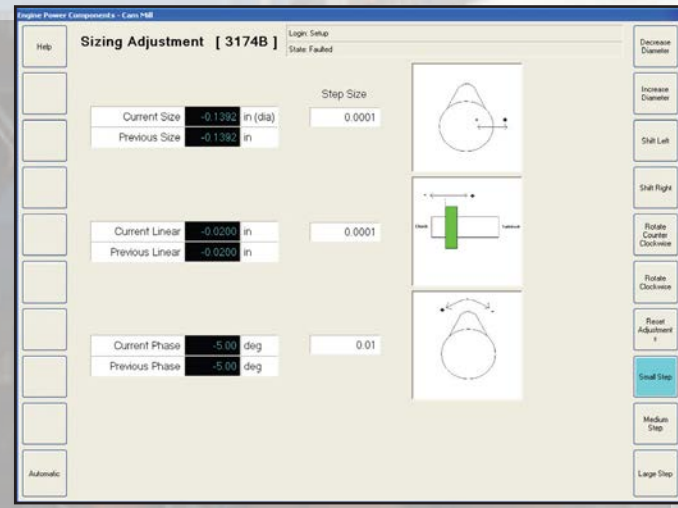 Engine Power Components - Cam Mill
Help
Sizing Adjustment [ 3174B ]
Login: Setup
State: Faulted
Decrease
Diameter
Step Size
Increase
Diameter
Current Size -0.1392 in (dia) 0.0001
Previous Size -0.1392 in
- +
Shift Left
Shift Right
- +
Current Linear -0.0200 in 0.0001
Previous Linear -0.0200 in
Rotate
Counter
Clockwise
Rotate
Clockwise
+ -
Reset
Adjustment
s
Current Phase -5.00 deg 0.01
Previous Phase -5.00 deg
Small Step
Medium
Step
Automatic
Large Step